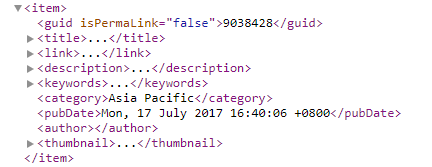 ▼<item>
<guid isPermaLink="false">9038428</guid>
▶<title>...</title>
▶<link>...</link>
▶<description>...</description>
▶<keywords>...</keywords>
<category>Asia Pacific</category>
<pubDate>Mon, 17 July 2017 16:40:06 +0800</pubDate>
<author></author>
▶<thumbnail>...</thumbnail>
</item>